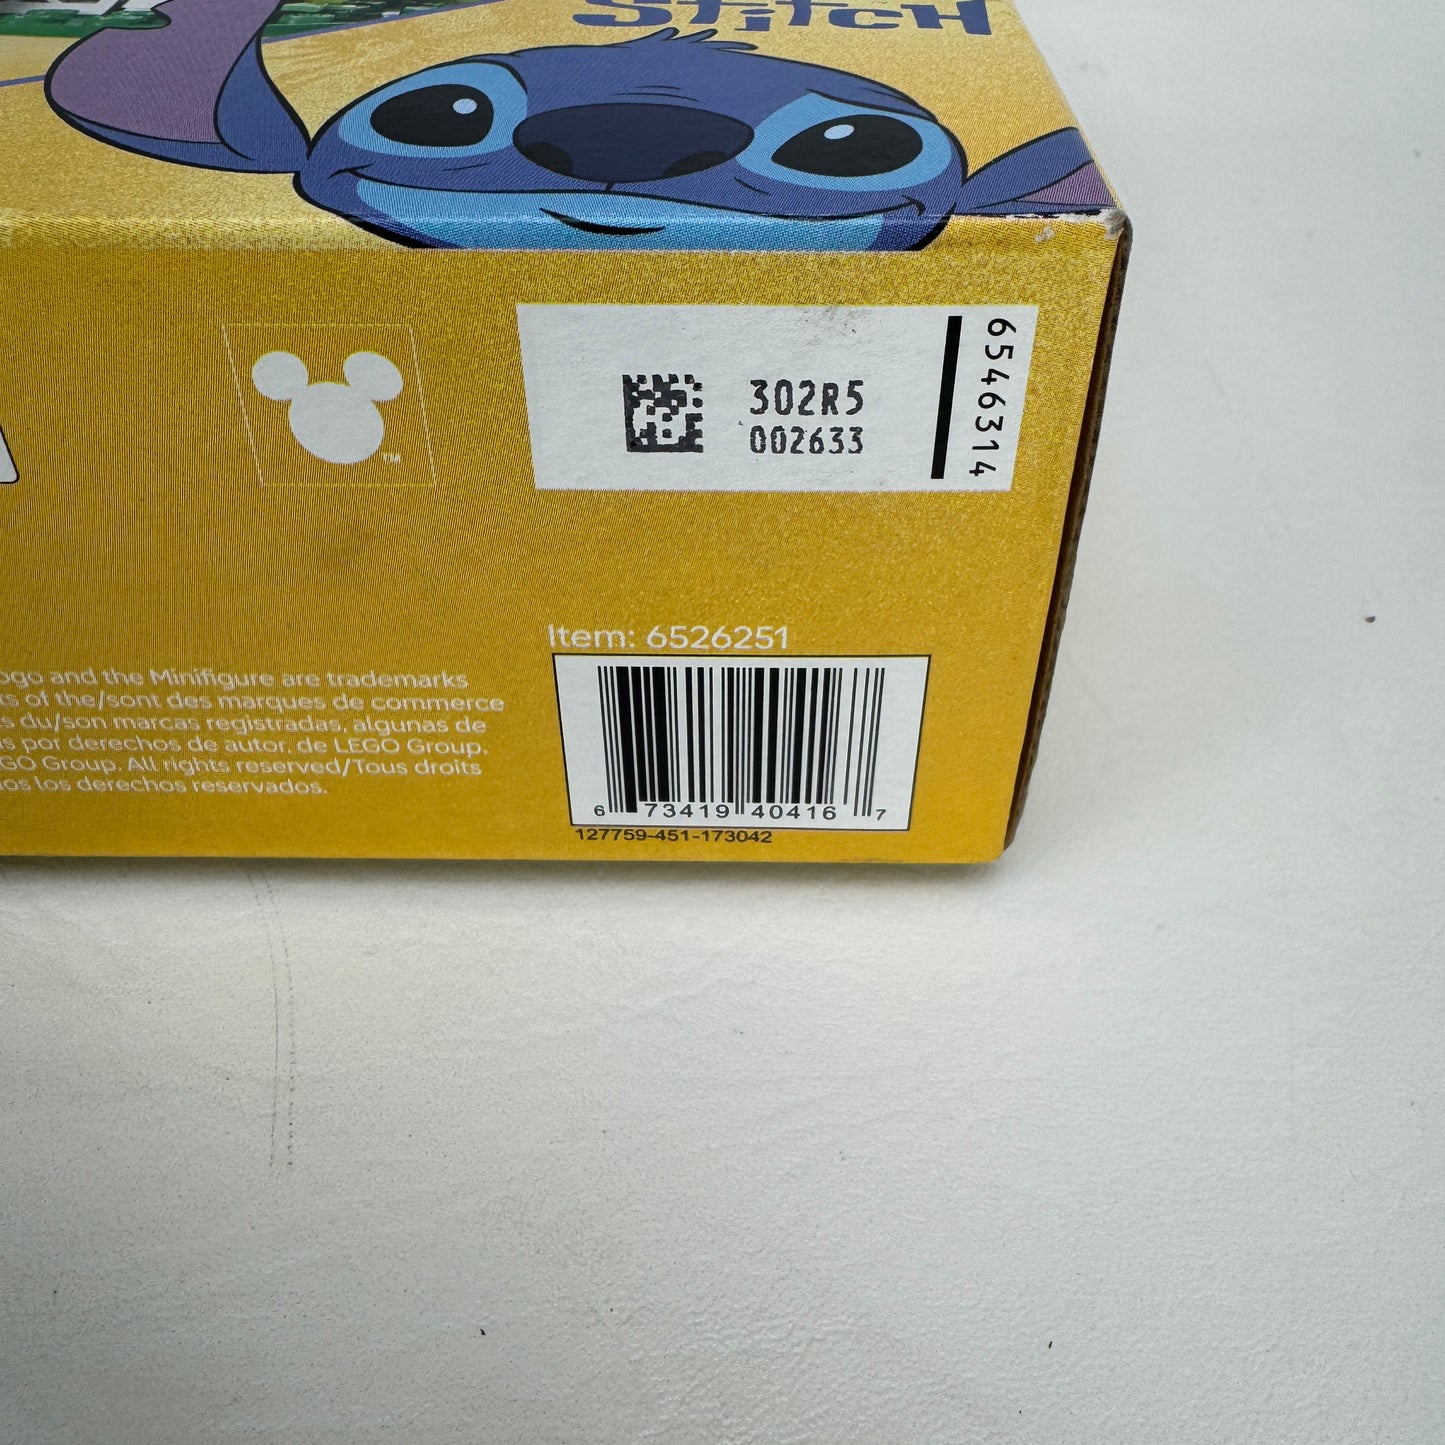 STITCH
302R5
002633
6546314
TM
Item: 6526251
ogo and the Minifigure are trademarks
of the/sont des marques de commerce
du/son marcas registradas, algunas de
por derechos de autor, de LEGO Group.
GO Group. All rights reserved/Tous droits
los derechos reservados.
6 73419 40416 7
127759-451-173042